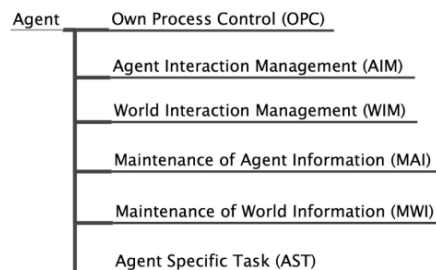 Agent
Own Process Control (OPC)
Agent Interaction Management (AIM)
World Interaction Management (WIM)
Maintenance of Agent Information (MAI)
Maintenance of World Information (MWI)
Agent Specific Task (AST)